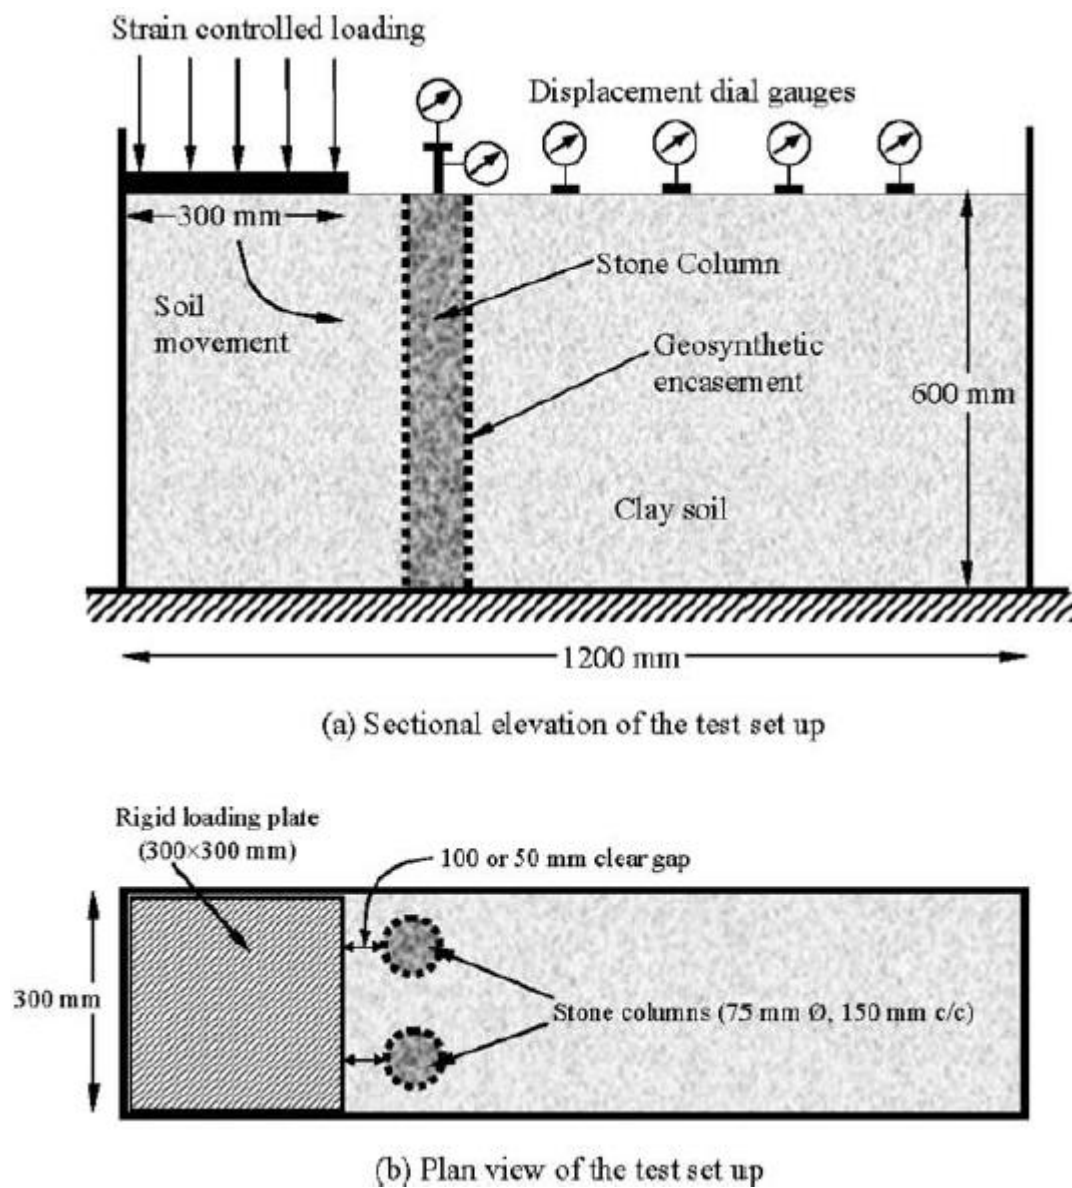 Strain controlled loading
Displacement dial gauges
300 mm
Stone Column
Soil
movement
Geosynthetic
encasement
600 mm
Clay soil
1200 mm
(a) Sectional elevation of the test set up
Rigid loading plate
(300×300 mm)
100 or 50 mm clear gap
300 mm
Stone columns (75 mm Ø, 150 mm c/c)
(b) Plan view of the test set up